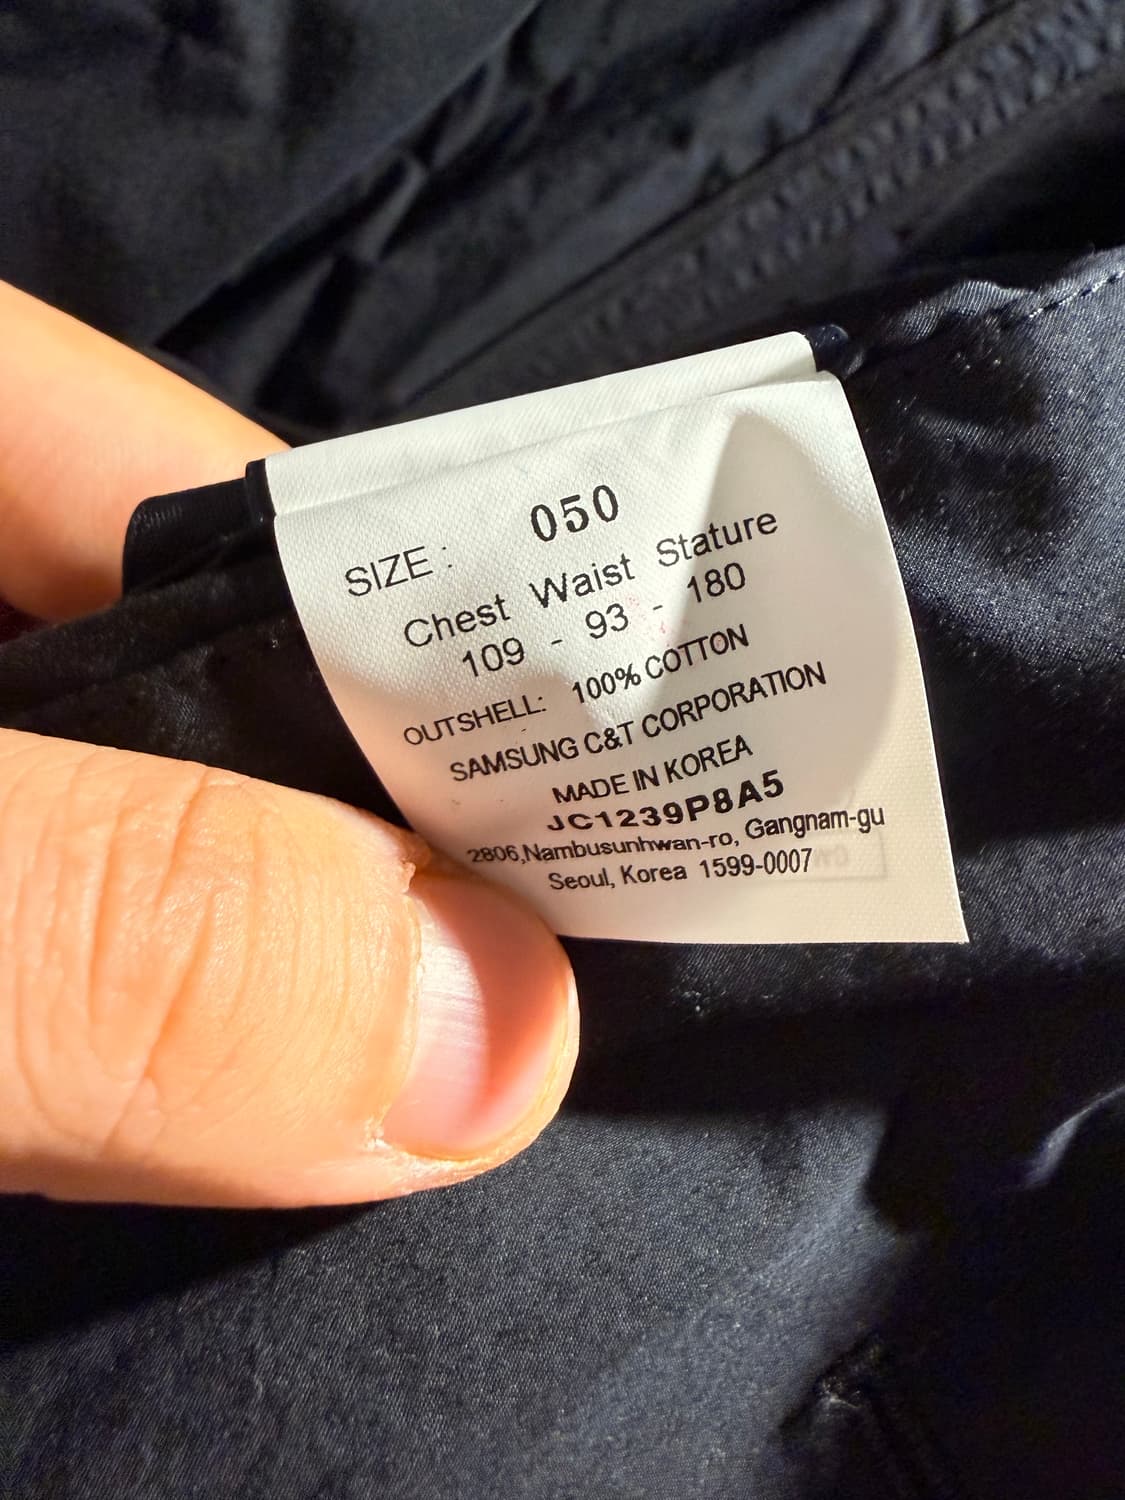 SIZE : 050
Chest Waist Stature
109 - 93 - 180
OUTSHELL: 100% COTTON
SAMSUNG C&T CORPORATION
MADE IN KOREA
JC1239P8A5
2806,Nambusunhwan-ro, Gangnam-gu
Seoul, Korea 1599-0007